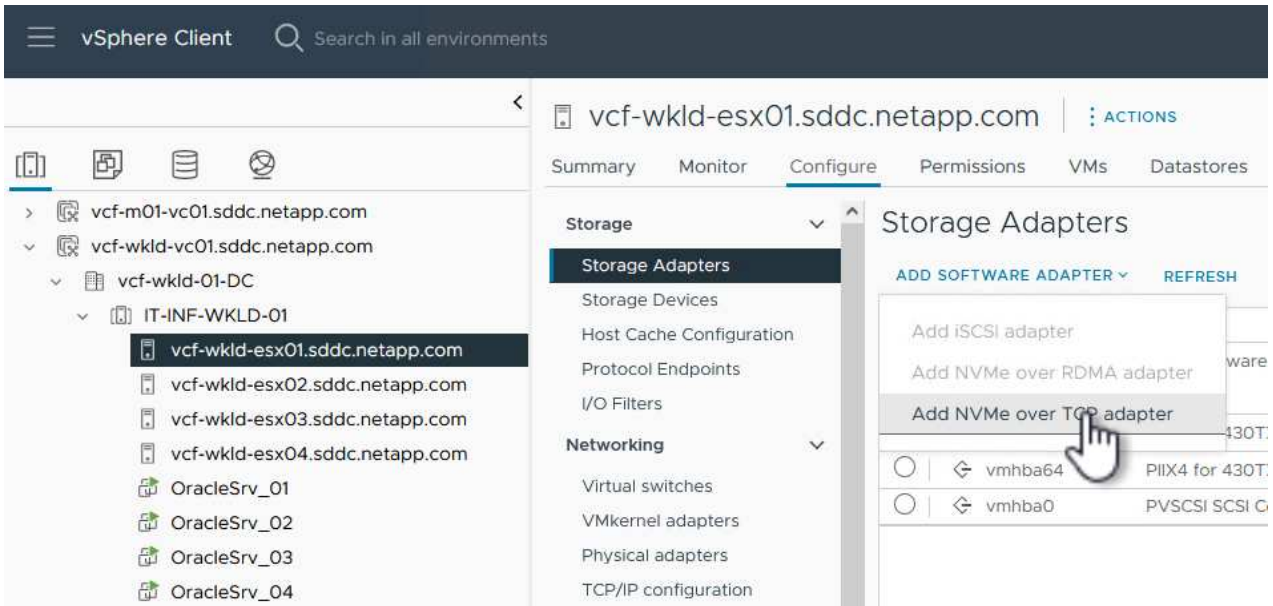 vSphere Client
Search in all environments
vcf-m01-vc01.sddc.netapp.com
vcf-wkld-vc01.sddc.netapp.com
vcf-wkld-01-DC
IT-INF-WKLD-01
vcf-wkld-esx01.sddc.netapp.com
vcf-wkld-esx02.sddc.netapp.com
vcf-wkld-esx03.sddc.netapp.com
vcf-wkld-esx04.sddc.netapp.com
OracleSrv_01
OracleSrv_02
OracleSrv_03
OracleSrv_04
vcf-wkld-esx01.sddc.netapp.com
ACTIONS
Summary Monitor Configure Permissions VMs Datastores
Storage
Storage Adapters
Storage Devices
Host Cache Configuration
Protocol Endpoints
I/O Filters
Networking
Virtual switches
VMkernel adapters
Physical adapters
TCP/IP configuration
Storage Adapters
ADD SOFTWARE ADAPTER REFRESH
Add iSCSI adapter
Add NVMe over RDMA adapter
Add NVMe over TCP adapter
vmhba64 PIIX4 for 430T
vmhba0 PVSCSI SCSI